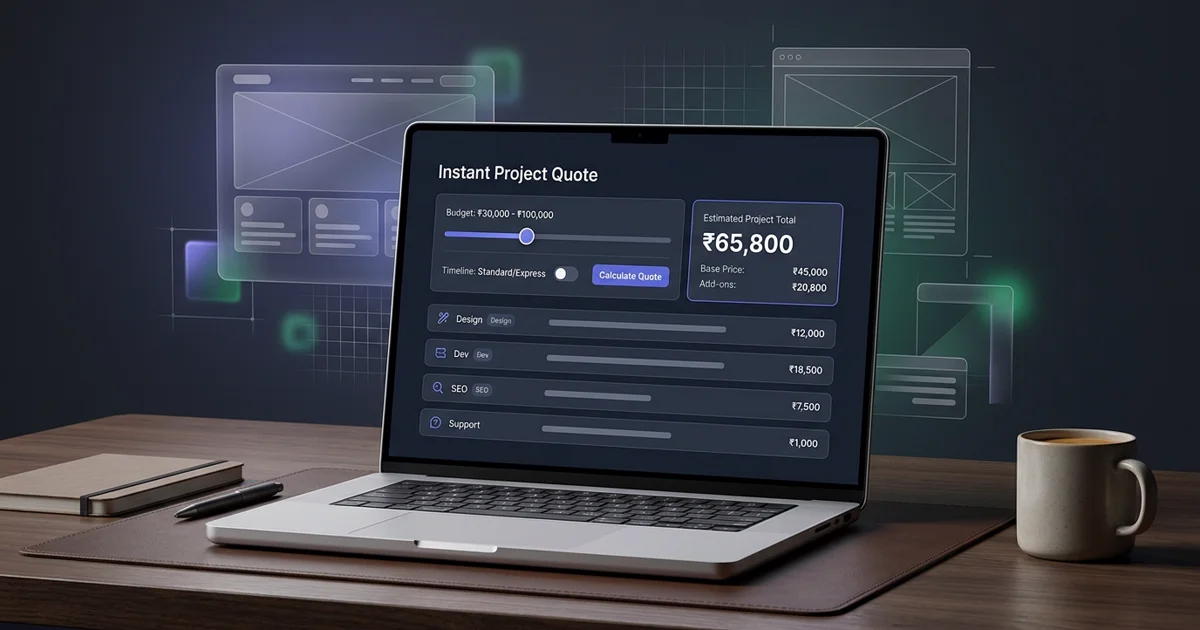 Instant Project Quote
Budget: ₹30,000 - ₹100,000
Timeline: Standard/Express
Calculate Quote
Estimated Project Total
₹65,800
Base Price: ₹45,000
Add-ons: ₹20,800
Design Design ₹12,000
Dev Dev ₹18,500
SEO SEO ₹7,500
Support ₹1,000